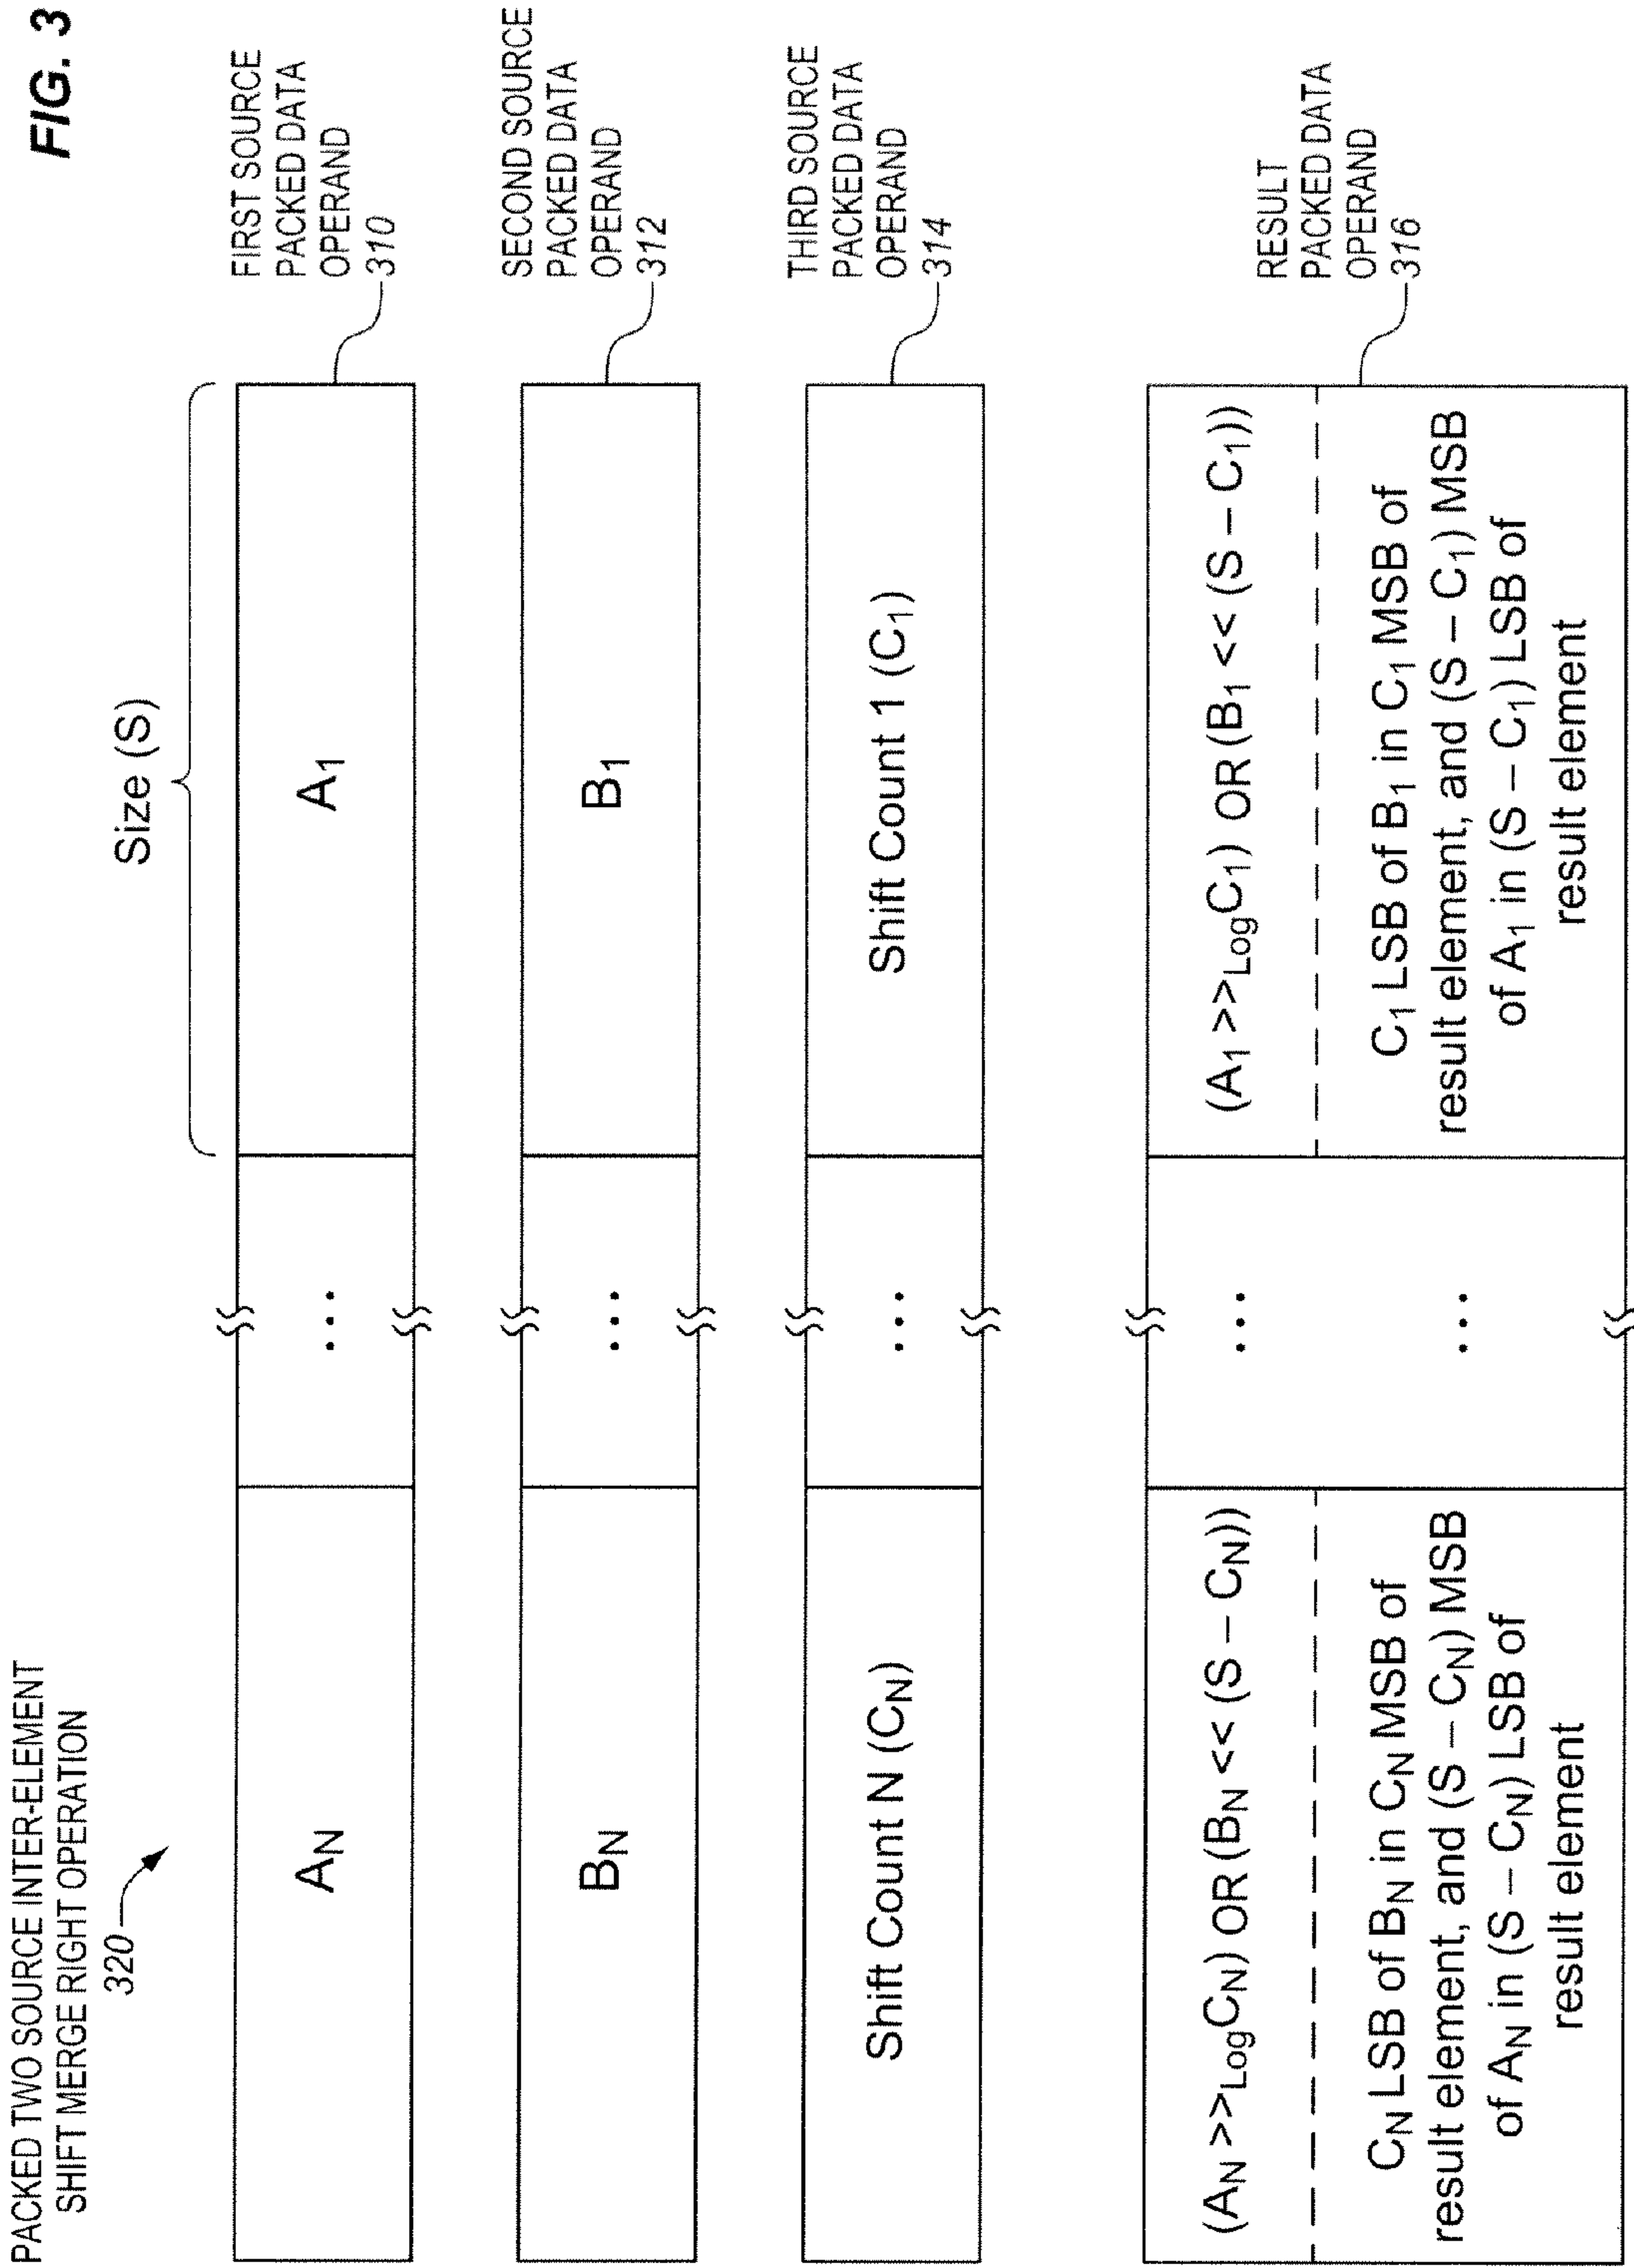 FIG. 3
PACKED TWO SOURCE INTER-ELEMENT
SHIFT MERGE RIGHT OPERATION
320
Size (S)
AN
...
A1
FIRST SOURCE
PACKED DATA
OPERAND
310
BN
...
B1
SECOND SOURCE
PACKED DATA
OPERAND
312
Shift Count N (CN)
...
Shift Count 1 (C1)
THIRD SOURCE
PACKED DATA
OPERAND
314
(AN >>LogCN) OR (BN << (S – CN))
...
(A1 >>LogC1) OR (B1 << (S – C1))
CN LSB of BN in CN MSB of
result element, and (S – CN) MSB
of AN in (S – CN) LSB of
result element
...
C1 LSB of B1 in C1 MSB of
result element, and (S – C1) MSB
of A1 in (S – C1) LSB of
result element
RESULT
PACKED DATA
OPERAND
316